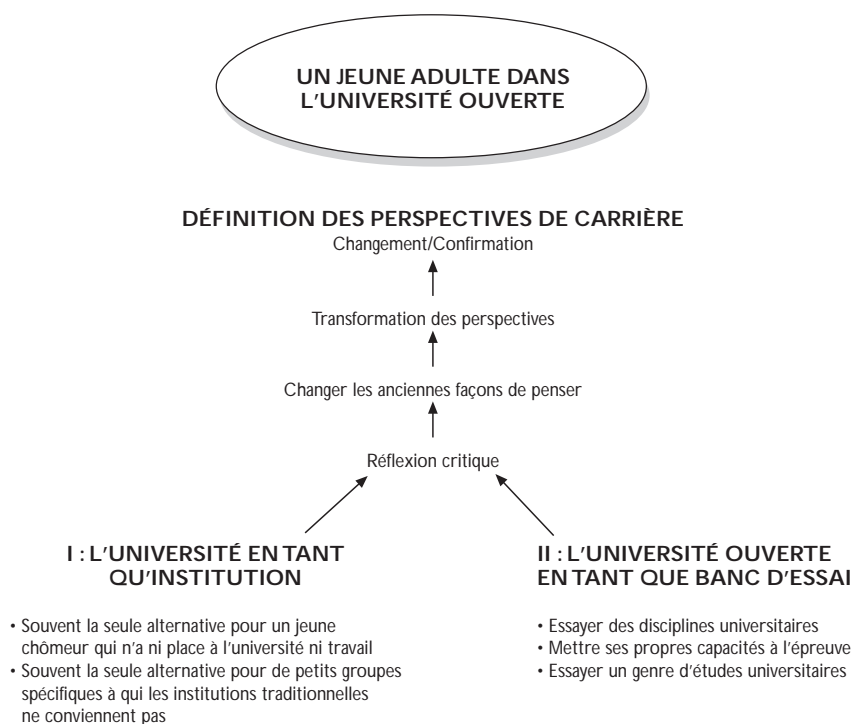 UN JEUNE ADULTE DANS
L'UNIVERSITÉ OUVERTE
DÉFINITION DES PERSPECTIVES DE CARRIÈRE
Changement/Confirmation
Transformation des perspectives
Changer les anciennes façons de penser
Réflexion critique
I : L'UNIVERSITÉ EN TANT
QU'INSTITUTION
• Souvent la seule alternative pour un jeune
chômeur qui n'a ni place à l'université ni travail
• Souvent la seule alternative pour de petits groupes
spécifiques à qui les institutions traditionnelles
ne conviennent pas
II : L'UNIVERSITÉ OUVERTE
EN TANT QUE BANC D'ESSAI
• Essayer des disciplines universitaires
• Mettre ses propres capacités à l'épreuve
• Essayer un genre d'études universitaires